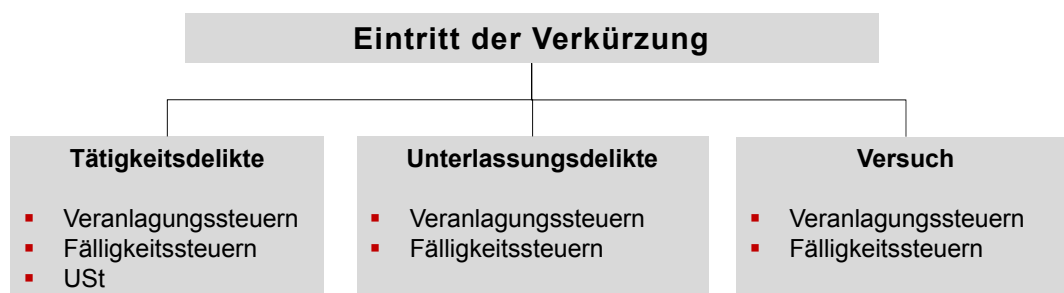 Eintritt der Verkürzung
Tätigkeitsdelikte
Veranlagungssteuern
Fälligkeitssteuern
USt
Unterlassungsdelikte
Veranlagungssteuern
Fälligkeitssteuern
Versuch
Veranlagungssteuern
Fälligkeitssteuern